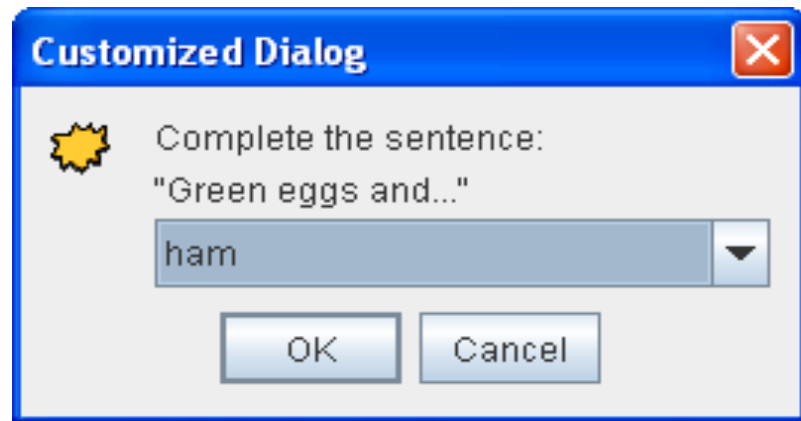 Customized Dialog
Complete the sentence:
"Green eggs and..."
ham
OK Cancel